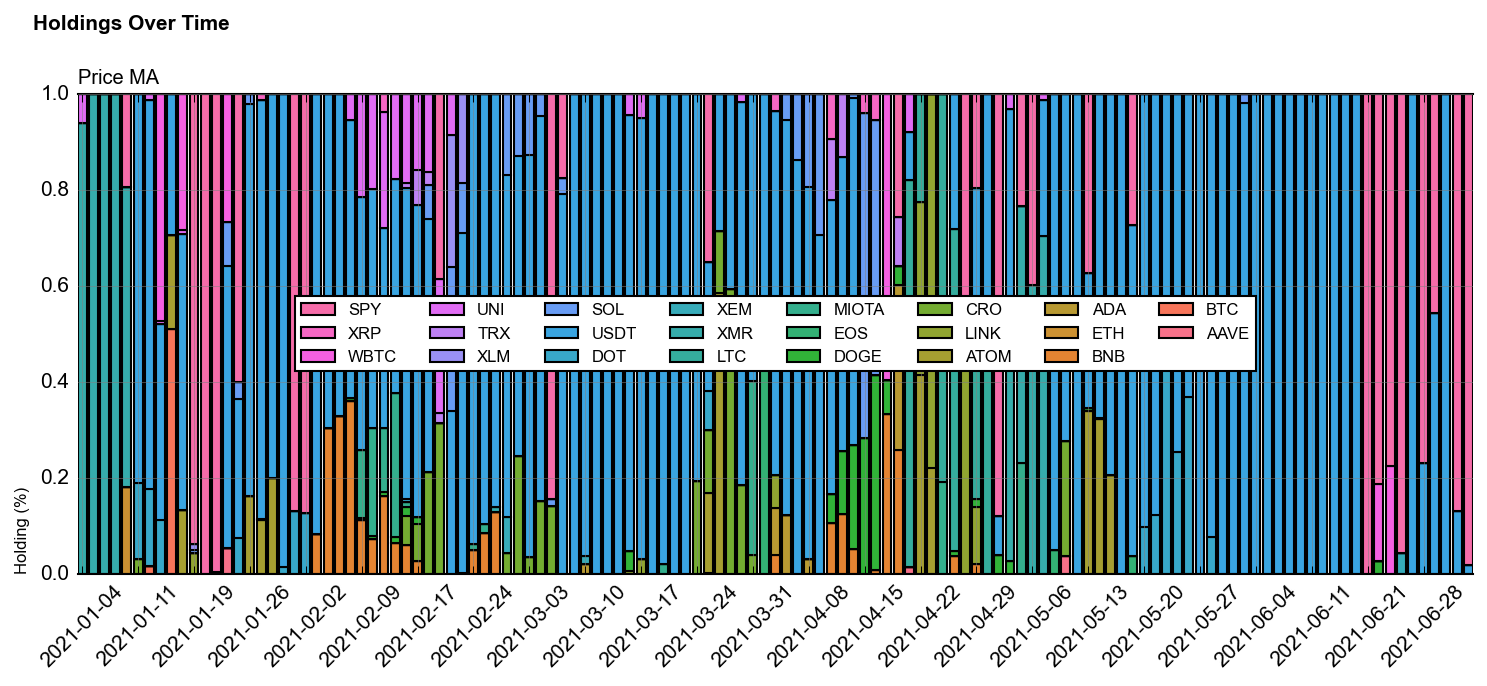 Holdings Over Time
Price MA
1.0
0.8
0.6
0.4
0.2
0.0
Holding (%)
SPY UNI SOL XEM MIOTA CRO ADA BTC
XRP TRX USDT XMR EOS LINK ETH AAVE
WBTC XLM DOT LTC DOGE ATOM BNB
2021-01-04 2021-01-11 2021-01-19 2021-01-26 2021-02-02 2021-02-09 2021-02-17 2021-02-24 2021-03-03 2021-03-10 2021-03-17 2021-03-24 2021-03-31 2021-04-08 2021-04-15 2021-04-22 2021-04-29 2021-05-06 2021-05-13 2021-05-20 2021-05-27 2021-06-04 2021-06-11 2021-06-21 2021-06-28